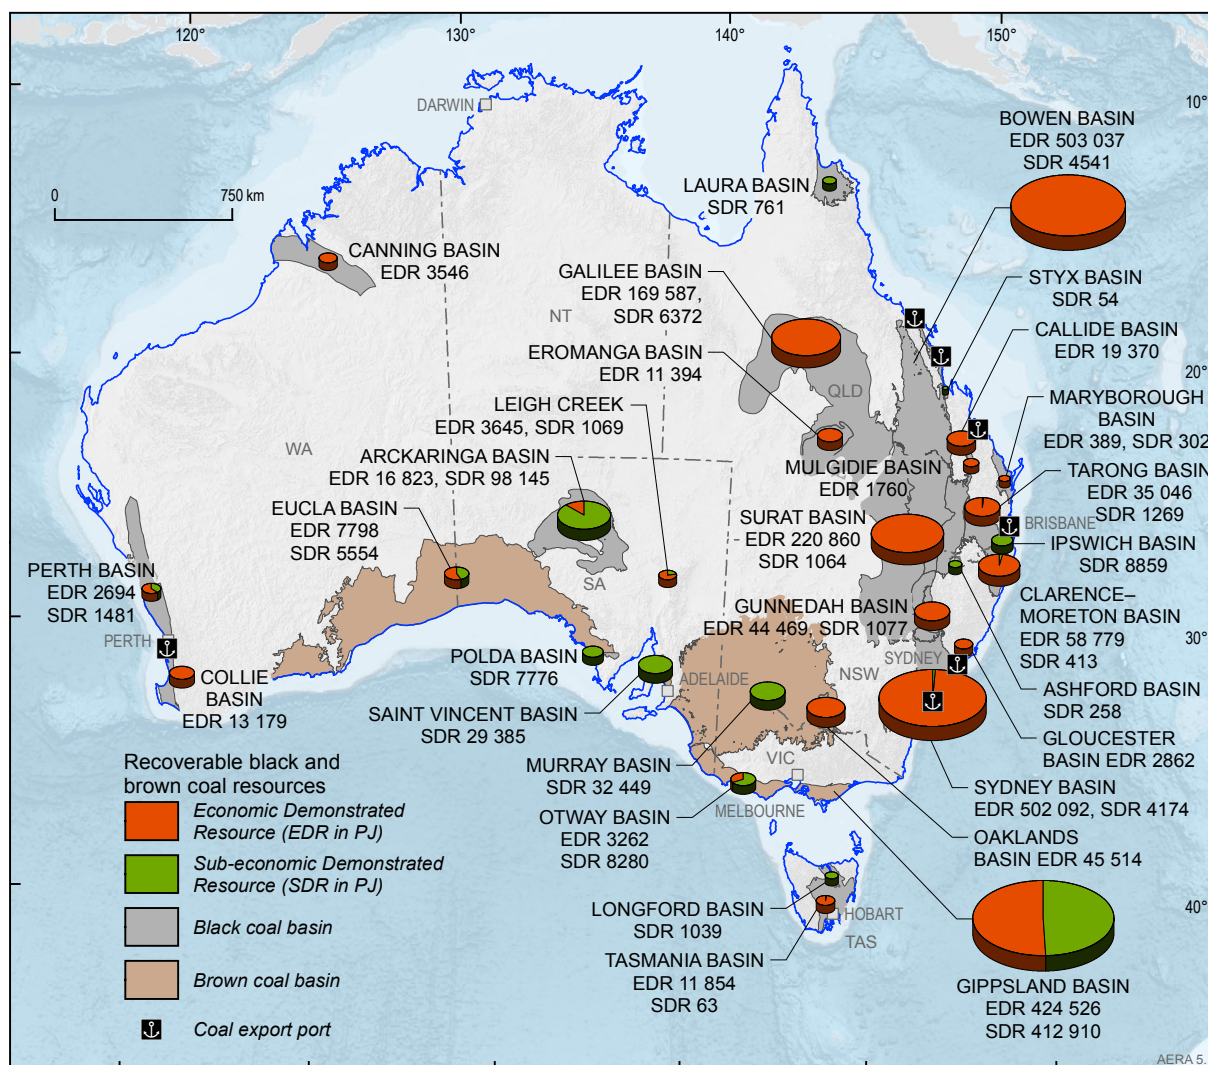 120°
130°
140°
150°
10°
20°
30°
40°
DARWIN
0
750 km
BOWEN BASIN
EDR 503 037
SDR 4541
LAURA BASIN
SDR 761
CANNING BASIN
EDR 3546
GALILEE BASIN
EDR 169 587,
SDR 6372
STYX BASIN
SDR 54
NT
CALLIDE BASIN
EDR 19 370
EROMANGA BASIN
EDR 11 394
QLD
MARYBOROUGH
BASIN
EDR 389, SDR 302
LEIGH CREEK
EDR 3645, SDR 1069
WA
ARCKARINGA BASIN
EDR 16 823, SDR 98 145
MULGIDIE BASIN
EDR 1760
TARONG BASIN
EDR 35 046
SDR 1269
EUCLA BASIN
EDR 7798
SDR 5554
SURAT BASIN
EDR 220 860
SDR 1064
BRISBANE
IPSWICH BASIN
SDR 8859
PERTH BASIN
EDR 2694
SDR 1481
SA
CLARENCE–
MORETON BASIN
EDR 58 779
SDR 413
GUNNEDAH BASIN
EDR 44 469, SDR 1077
PERTH
POLDA BASIN
SDR 7776
SYDNEY
NSW
ADELAIDE
COLLIE
BASIN
EDR 13 179
ASHFORD BASIN
SDR 258
SAINT VINCENT BASIN
SDR 29 385
GLOUCESTER
BASIN EDR 2862
MURRAY BASIN
SDR 32 449
VIC
SYDNEY BASIN
EDR 502 092, SDR 4174
OTWAY BASIN
EDR 3262
SDR 8280
MELBOURNE
OAKLANDS
BASIN EDR 45 514
LONGFORD BASIN
SDR 1039
HOBART
TAS
TASMANIA BASIN
EDR 11 854
SDR 63
GIPPSLAND BASIN
EDR 424 526
SDR 412 910
Recoverable black and
brown coal resources
Economic Demonstrated
Resource (EDR in PJ)
Sub-economic Demonstrated
Resource (SDR in PJ)
Black coal basin
Brown coal basin
Coal export port
AERA 5.